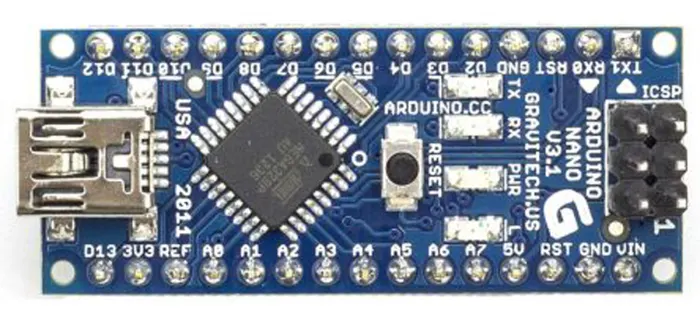 D12 D11 D10 D9 D8 D7 D6 D5 D4 D3 D2 GND RST RX0 TX1
ICSP
TX
ARDUINO.CC
RX
RESET
PWR
L
USA
2011
GRAVITECH.US
ARDUINO
NANO
V3.1
G
1
D13 3V3 REF A0 A1 A2 A3 A4 A5 A6 A7 5V RST GND VIN